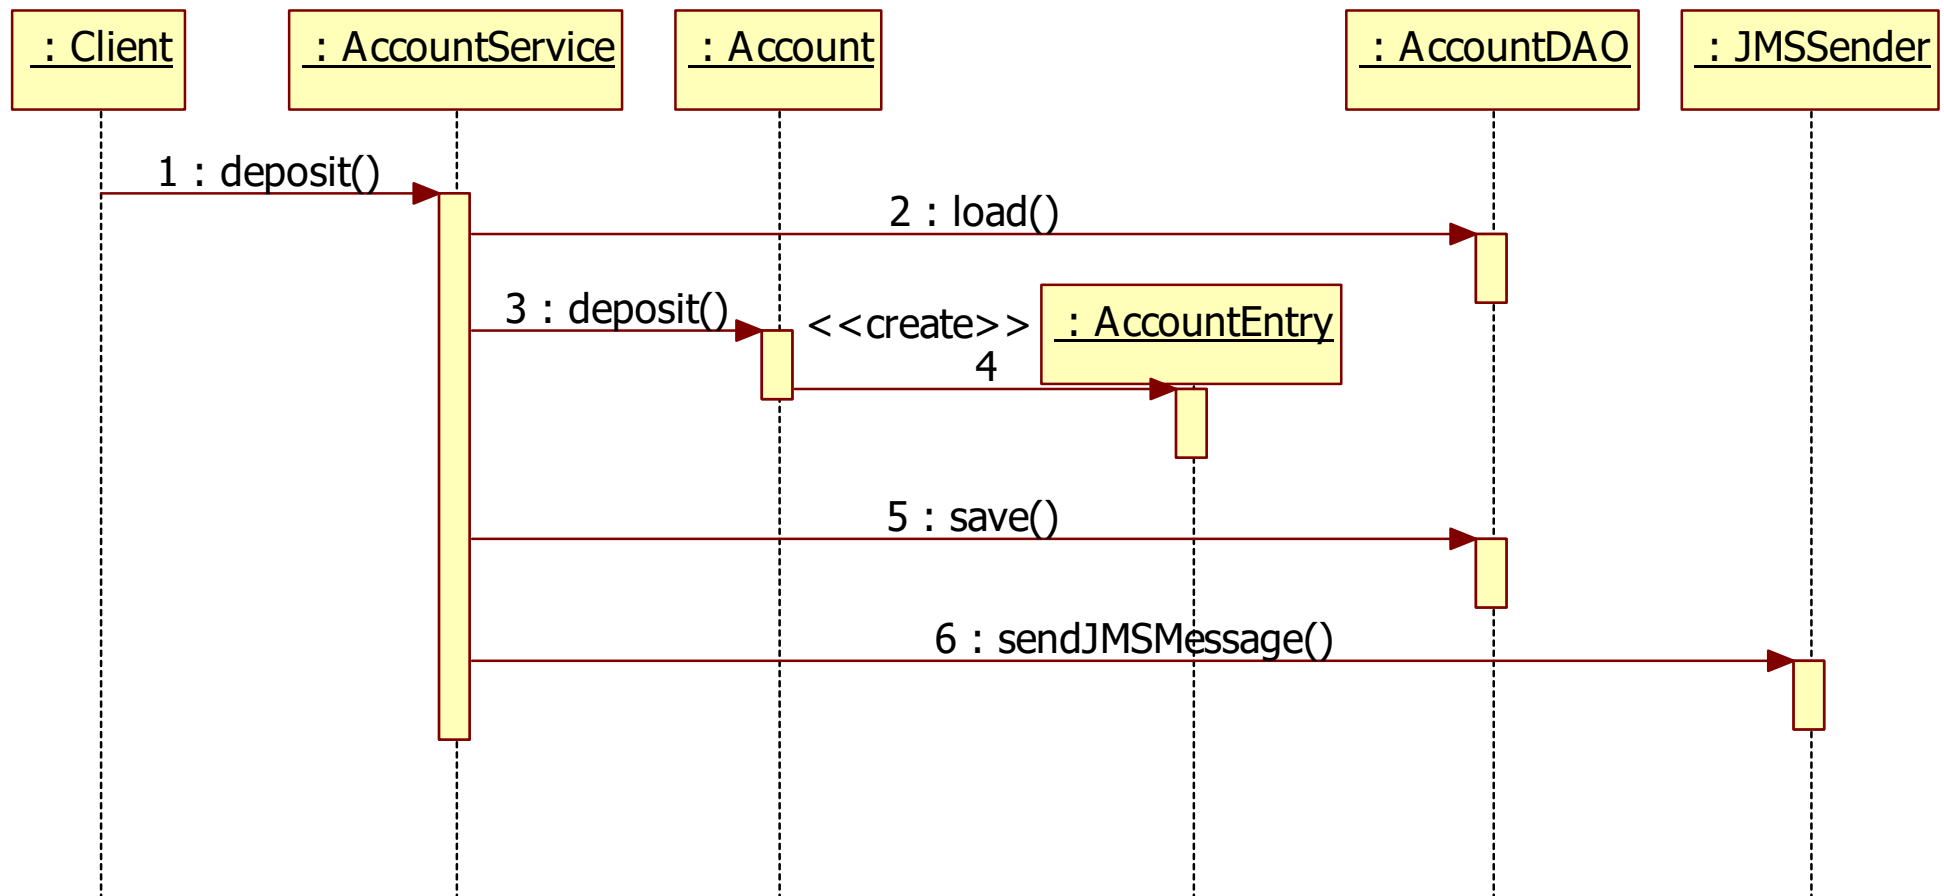 : Client
: AccountService
: Account
: AccountDAO
: JMSSender
1 : deposit()
2 : load()
3 : deposit()
<<create>>
4
: AccountEntry
5 : save()
6 : sendJMSMessage()